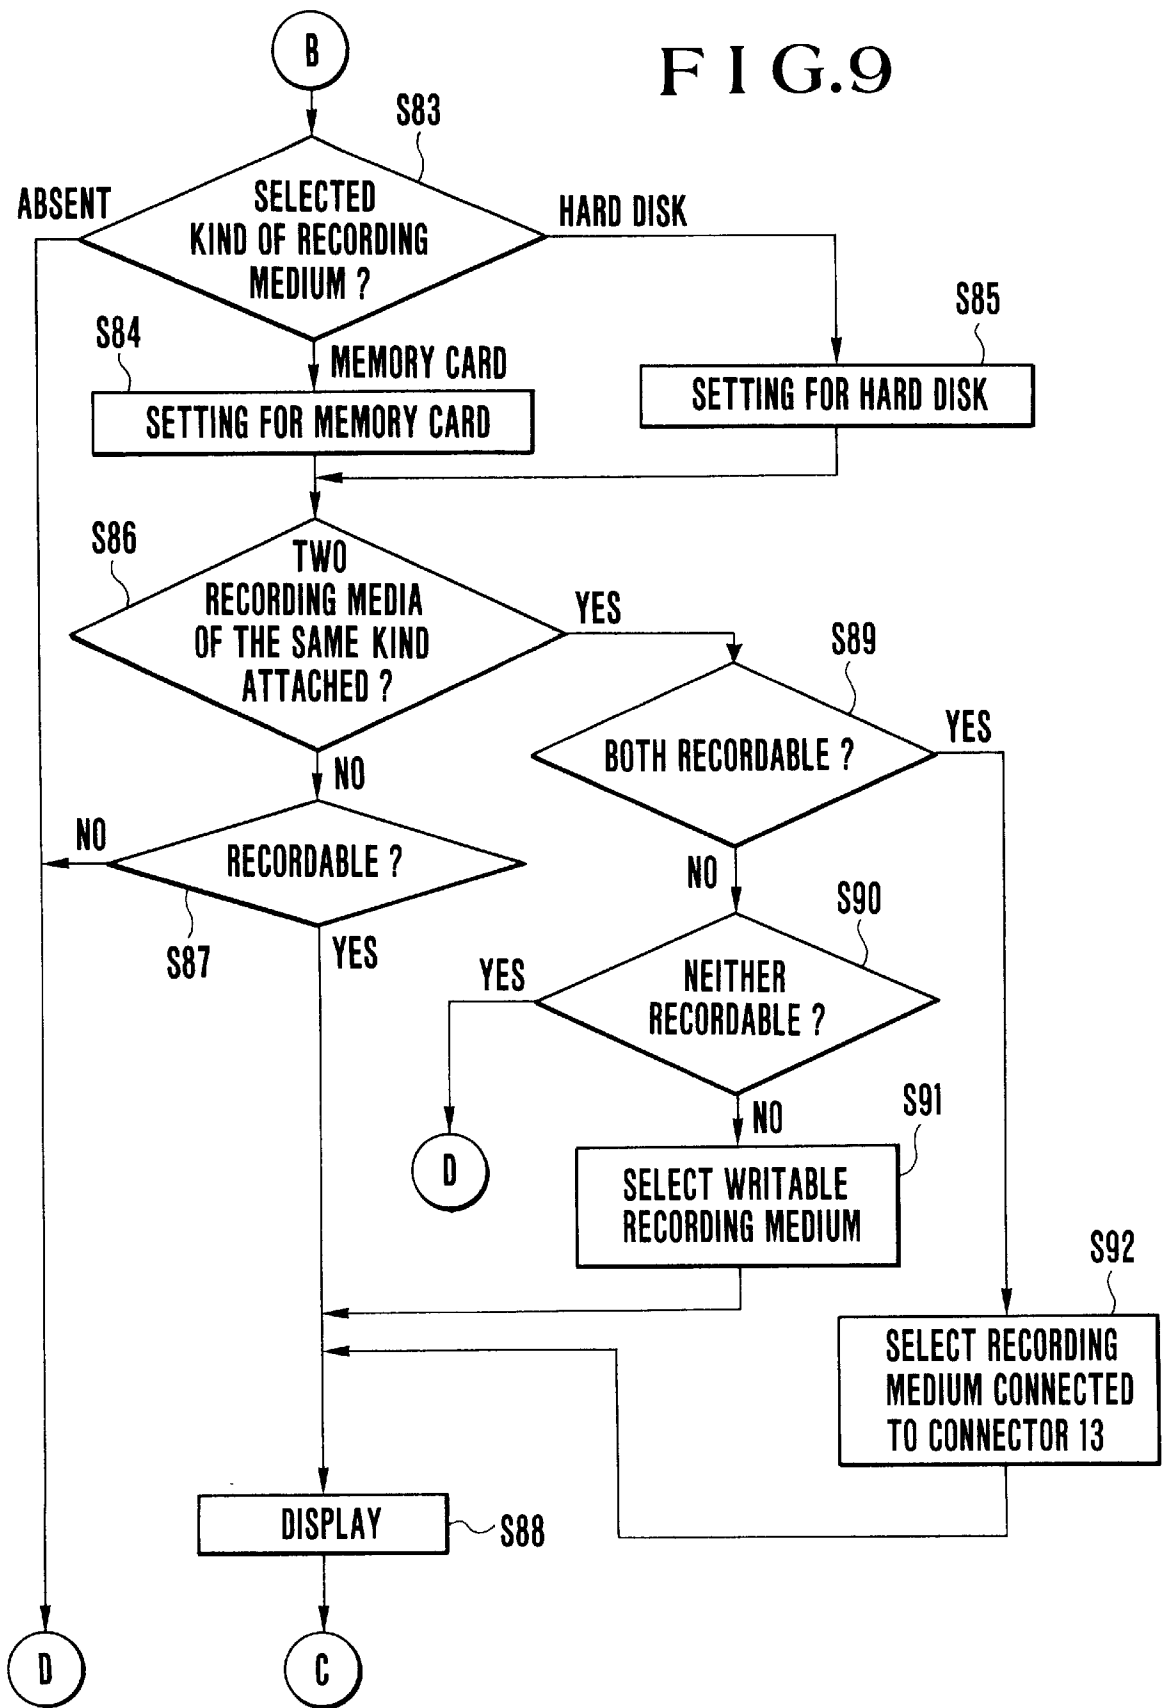 B
FIG.9
S83
ABSENT
SELECTED
KIND OF RECORDING
MEDIUM ?
HARD DISK
S84
MEMORY CARD
S85
SETTING FOR MEMORY CARD
SETTING FOR HARD DISK
S86
TWO
RECORDING MEDIA
OF THE SAME KIND
ATTACHED ?
YES
S89
BOTH RECORDABLE ?
YES
NO
NO
RECORDABLE ?
NO
S87
YES
S90
YES
NEITHER
RECORDABLE ?
NO
S91
D
SELECT WRITABLE
RECORDING MEDIUM
S92
SELECT RECORDING
MEDIUM CONNECTED
TO CONNECTOR 13
DISPLAY
S88
D
C